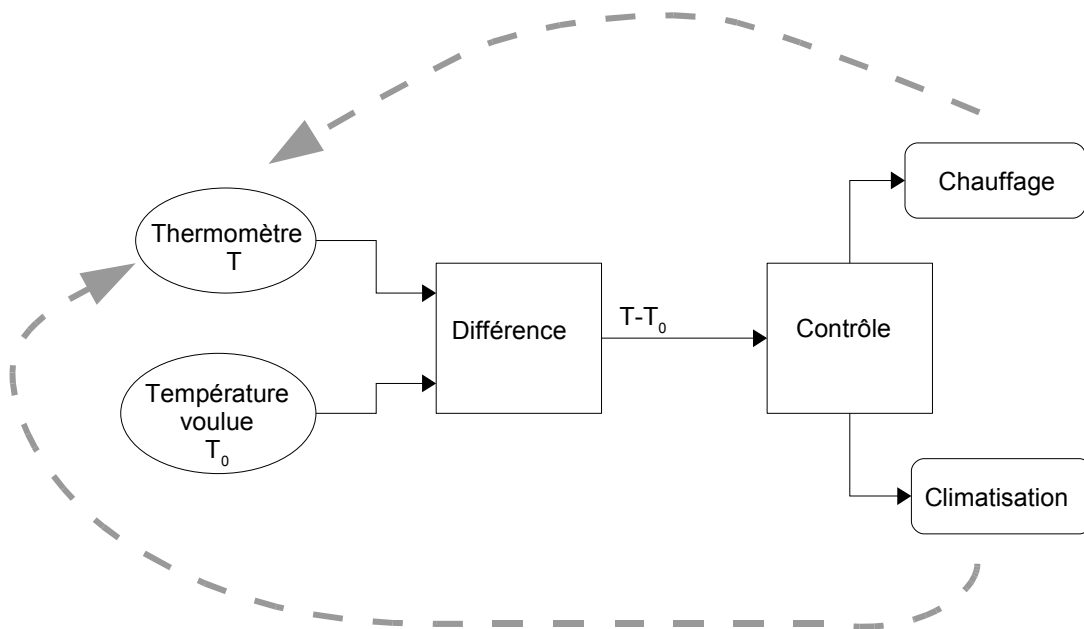 Chauffage
Thermomètre
T
Différence
T-T₀
Contrôle
Température
voulue
T₀
Climatisation